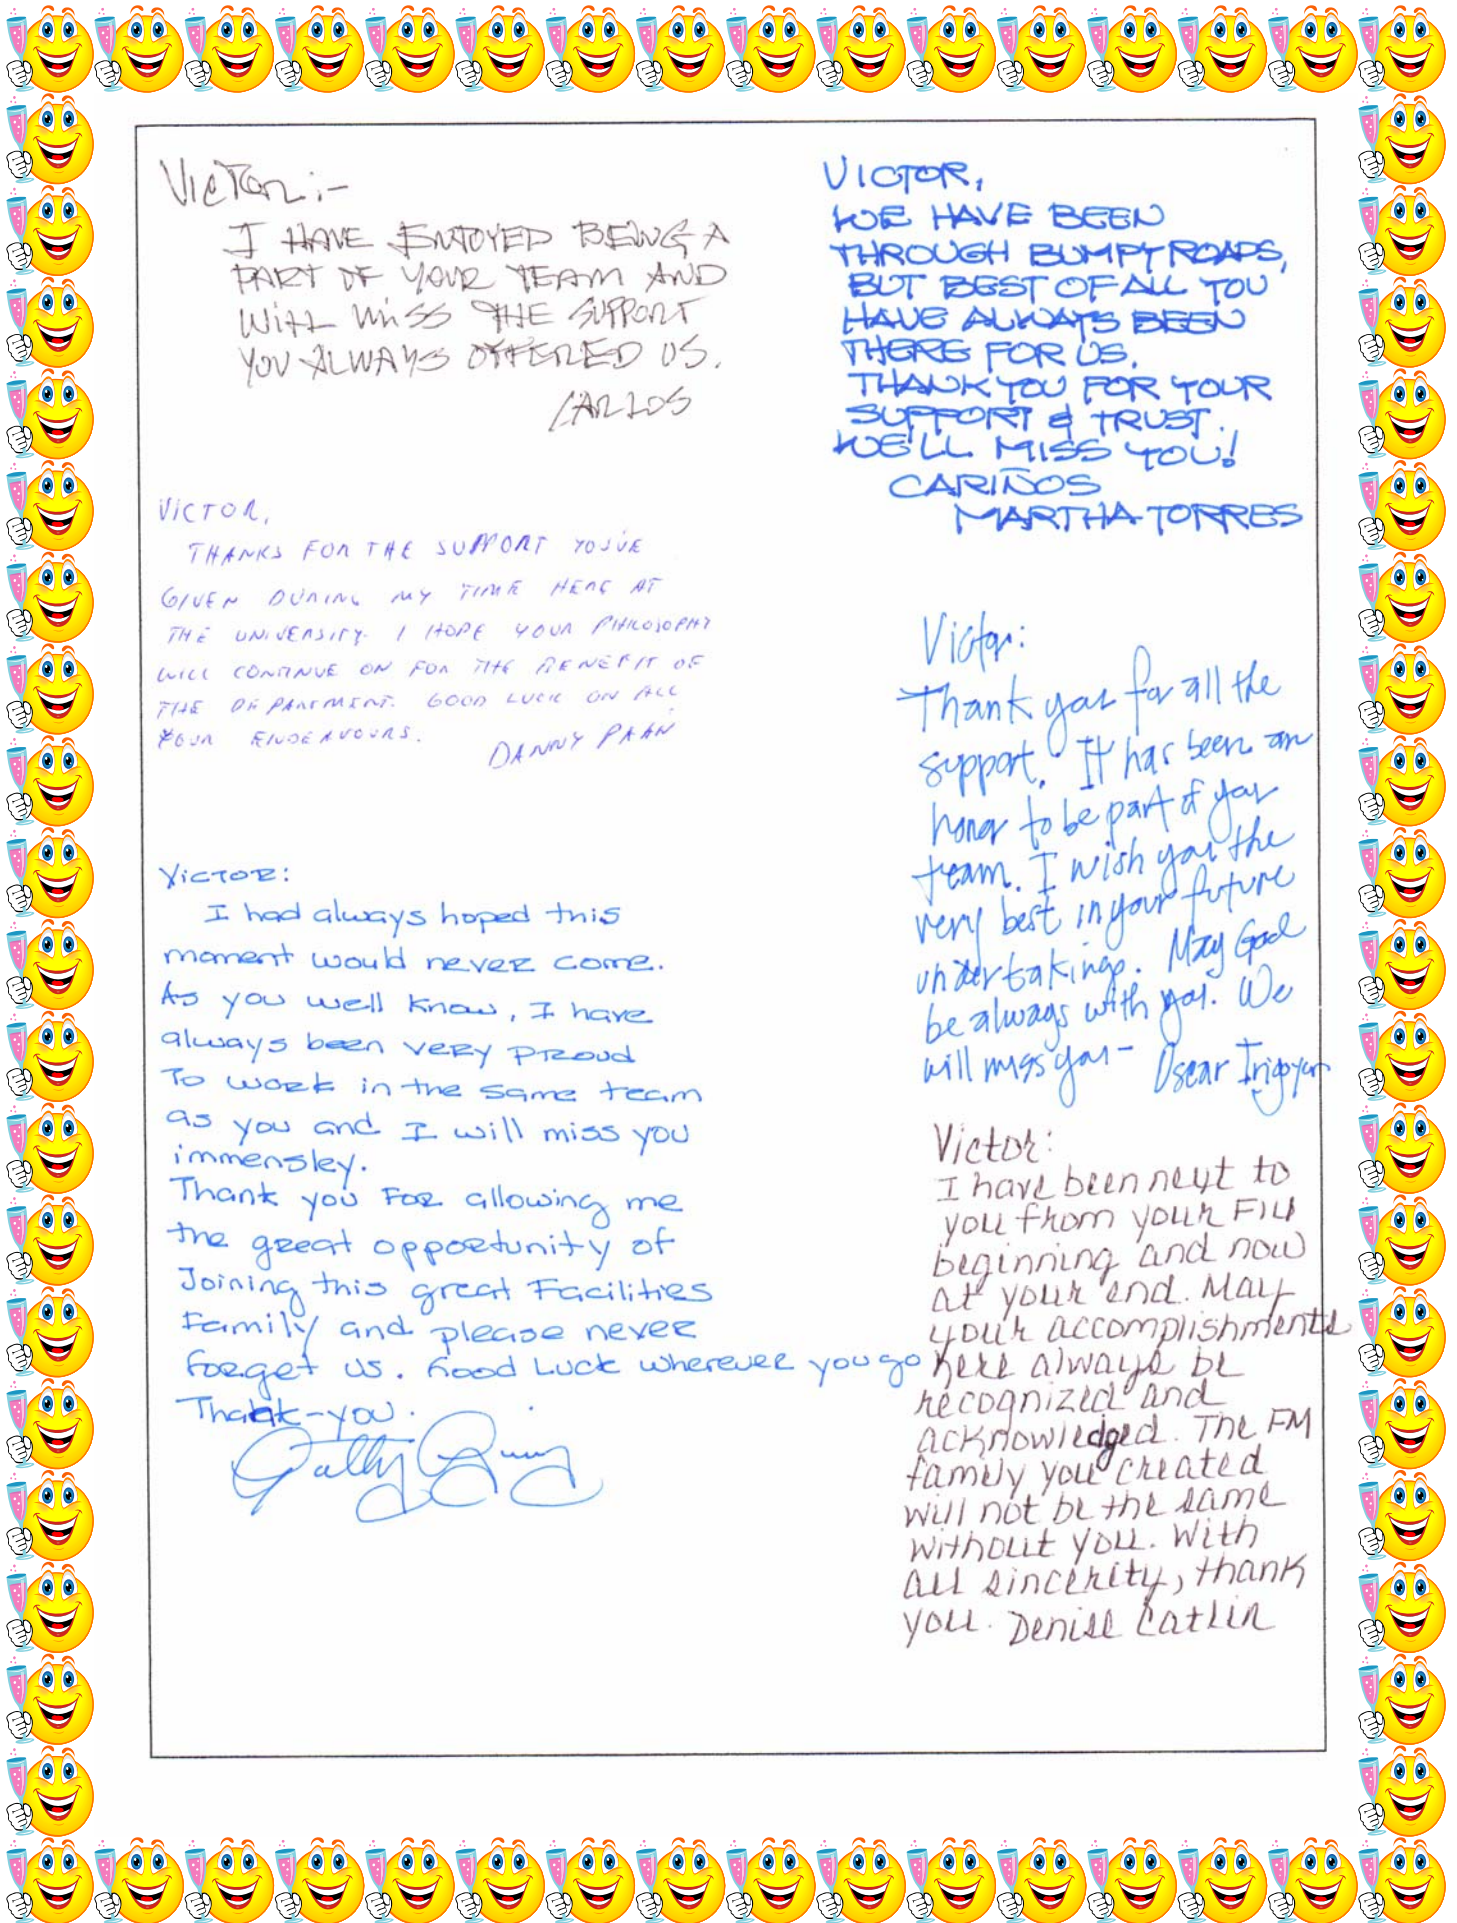 VICTOR:-
I HAVE ENJOYED BEING A
PART OF YOUR TEAM AND
WILL MISS THE SUPPORT
YOU ALWAYS OFFERED US.
CARLOS
VICTOR,
WE HAVE BEEN
THROUGH BUMPY ROADS,
BUT BEST OF ALL YOU
HAVE ALWAYS BEEN
THERE FOR US.
THANK YOU FOR YOUR
SUPPORT & TRUST.
WE'LL MISS YOU!
CARIÑOS
MARTHA TORRES
VICTOR,
THANKS FOR THE SUPPORT YOU'VE
GIVEN DURING MY TIME HERE AT
THE UNIVERSITY. I HOPE YOUR PHILOSOPHY
WILL CONTINUE ON FOR THE BENEFIT OF
THE DEPARTMENT. GOOD LUCK ON ALL
YOUR ENDEAVOURS.
DANNY PAAN
Victor:
Thank you for all the
support. It has been an
honor to be part of your
team. I wish you the
very best in your future
undertakings. May God
be always with you. We
will miss you - Oscar Irigoyen
VICTOR:
I had always hoped this
moment would never come.
As you well know, I have
always been very proud
To work in the same team
as you and I will miss you
immensley.
Thank you For allowing me
the great opportunity of
Joining this great Facilities
Family and please never
forget us. Good Luck wherever you go
Thank-you.
Victor:
I have been next to
you from your FIU
beginning and now
at your end. May
your accomplishments
here always be
recognized and
acknowledged. The FM
family you created
will not be the same
without you. With
all sincerity, thank
you. Denise Catlin